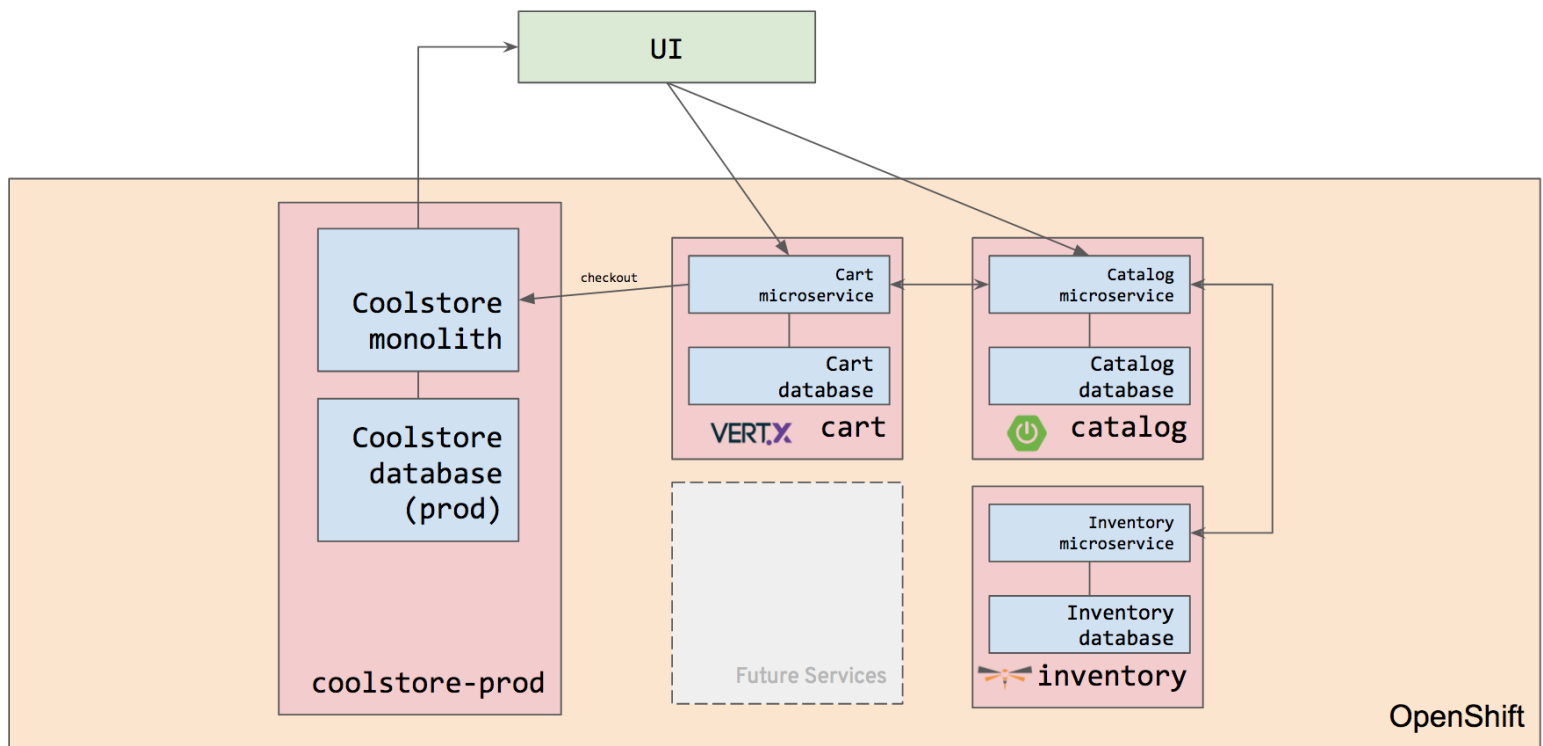 UI
Coolstore
monolith
checkout
Cart
microservice
Catalog
microservice
Coolstore
database
(prod)
Cart
database
Catalog
database
VERT.X cart
catalog
Inventory
microservice
Inventory
database
coolstore-prod
Future Services
inventory
OpenShift